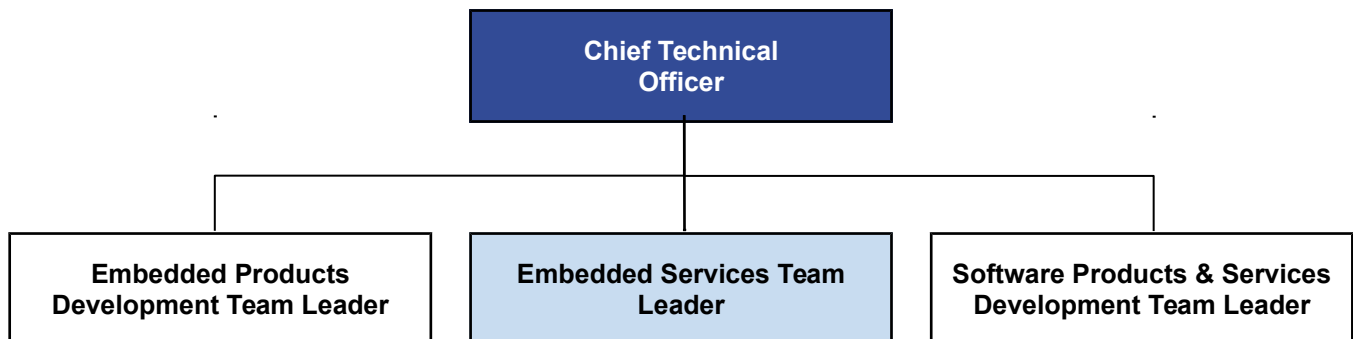 Chief Technical
Officer
Embedded Products
Development Team Leader
Embedded Services Team
Leader
Software Products & Services
Development Team Leader